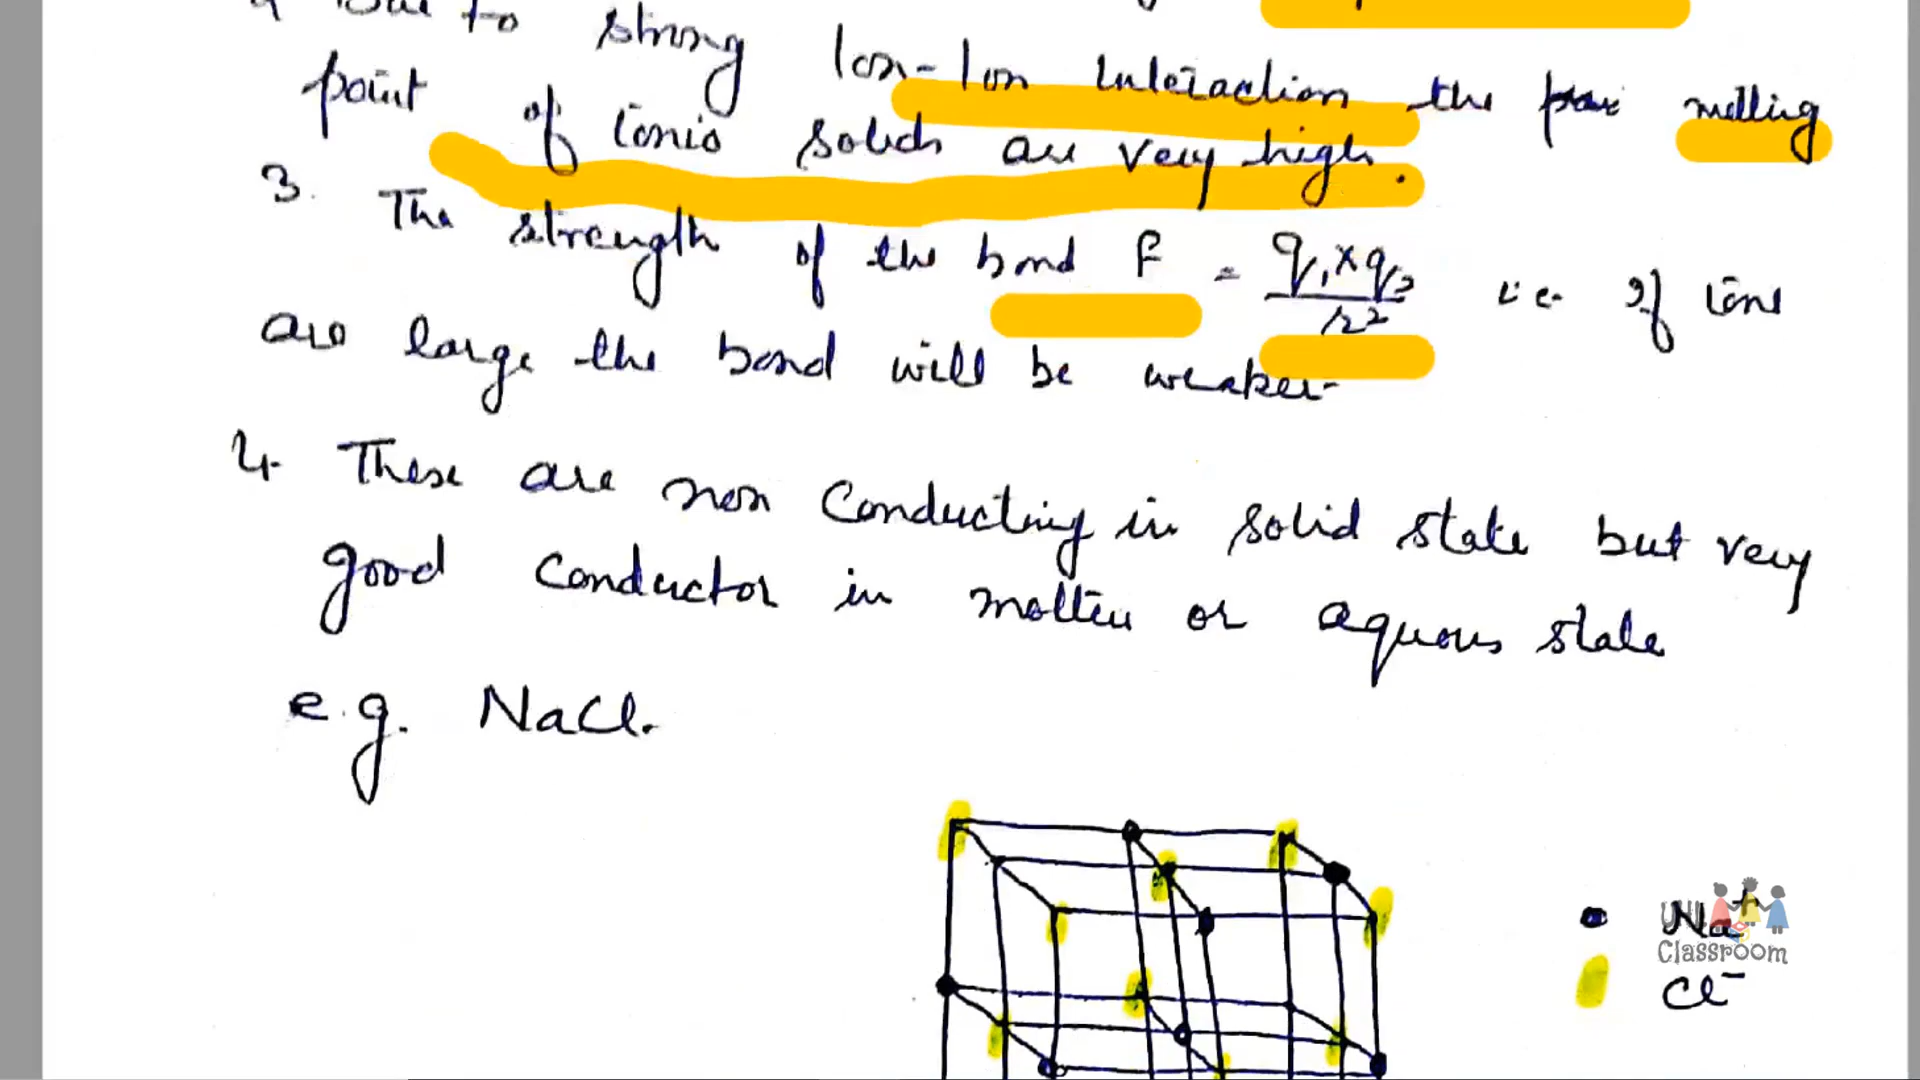 to strong Ion-Ion interaction the melting
point of ionic solids are very high.
3. The strength of the bond F = q1 x q2 / r² i.e. If ions
are large the bond will be weaker-
4. These are non Conducting in solid state but very
good conductor in molten or aquous state
e.g. NaCl.
Na+
Classroom
Cl-